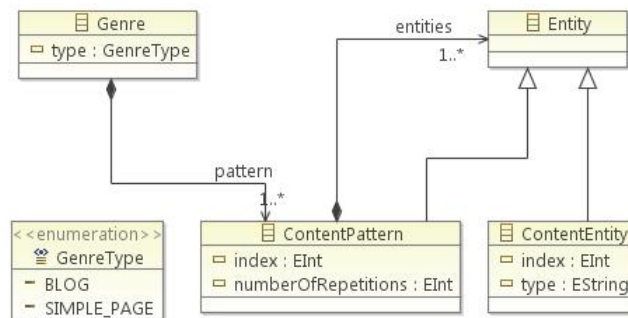 Genre
type : GenreType
entities
1..*
Entity
pattern
1..*
<<enumeration>>
GenreType
BLOG
SIMPLE_PAGE
ContentPattern
index : EInt
numberOfRepetitions : EInt
ContentEntity
index : EInt
type : EString